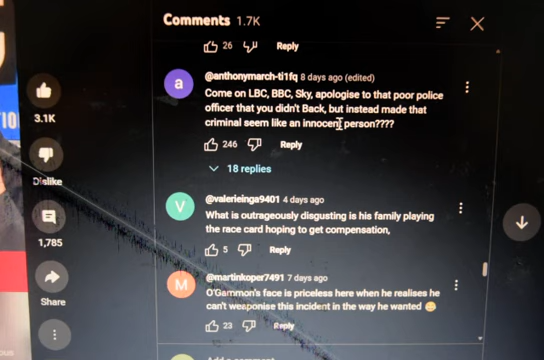 Comments 1.7K
26 Reply
a @anthonymarch-ti1fq 8 days ago (edited)
Come on LBC, BBC, Sky, apologise to that poor police
officer that you didn't Back, but instead made that
criminal seem like an innocent person????
246 Reply
18 replies
V @valerieinga9401 4 days ago
What is outrageously disgusting is his family playing
the race card hoping to get compensation,
5 Reply
M @martinkoper7491 7 days ago
O'Gammon's face is priceless here when he realises he
can't weaponise this incident in the way he wanted 😄
23 Reply
3.1K
Dislike
1,785
Share